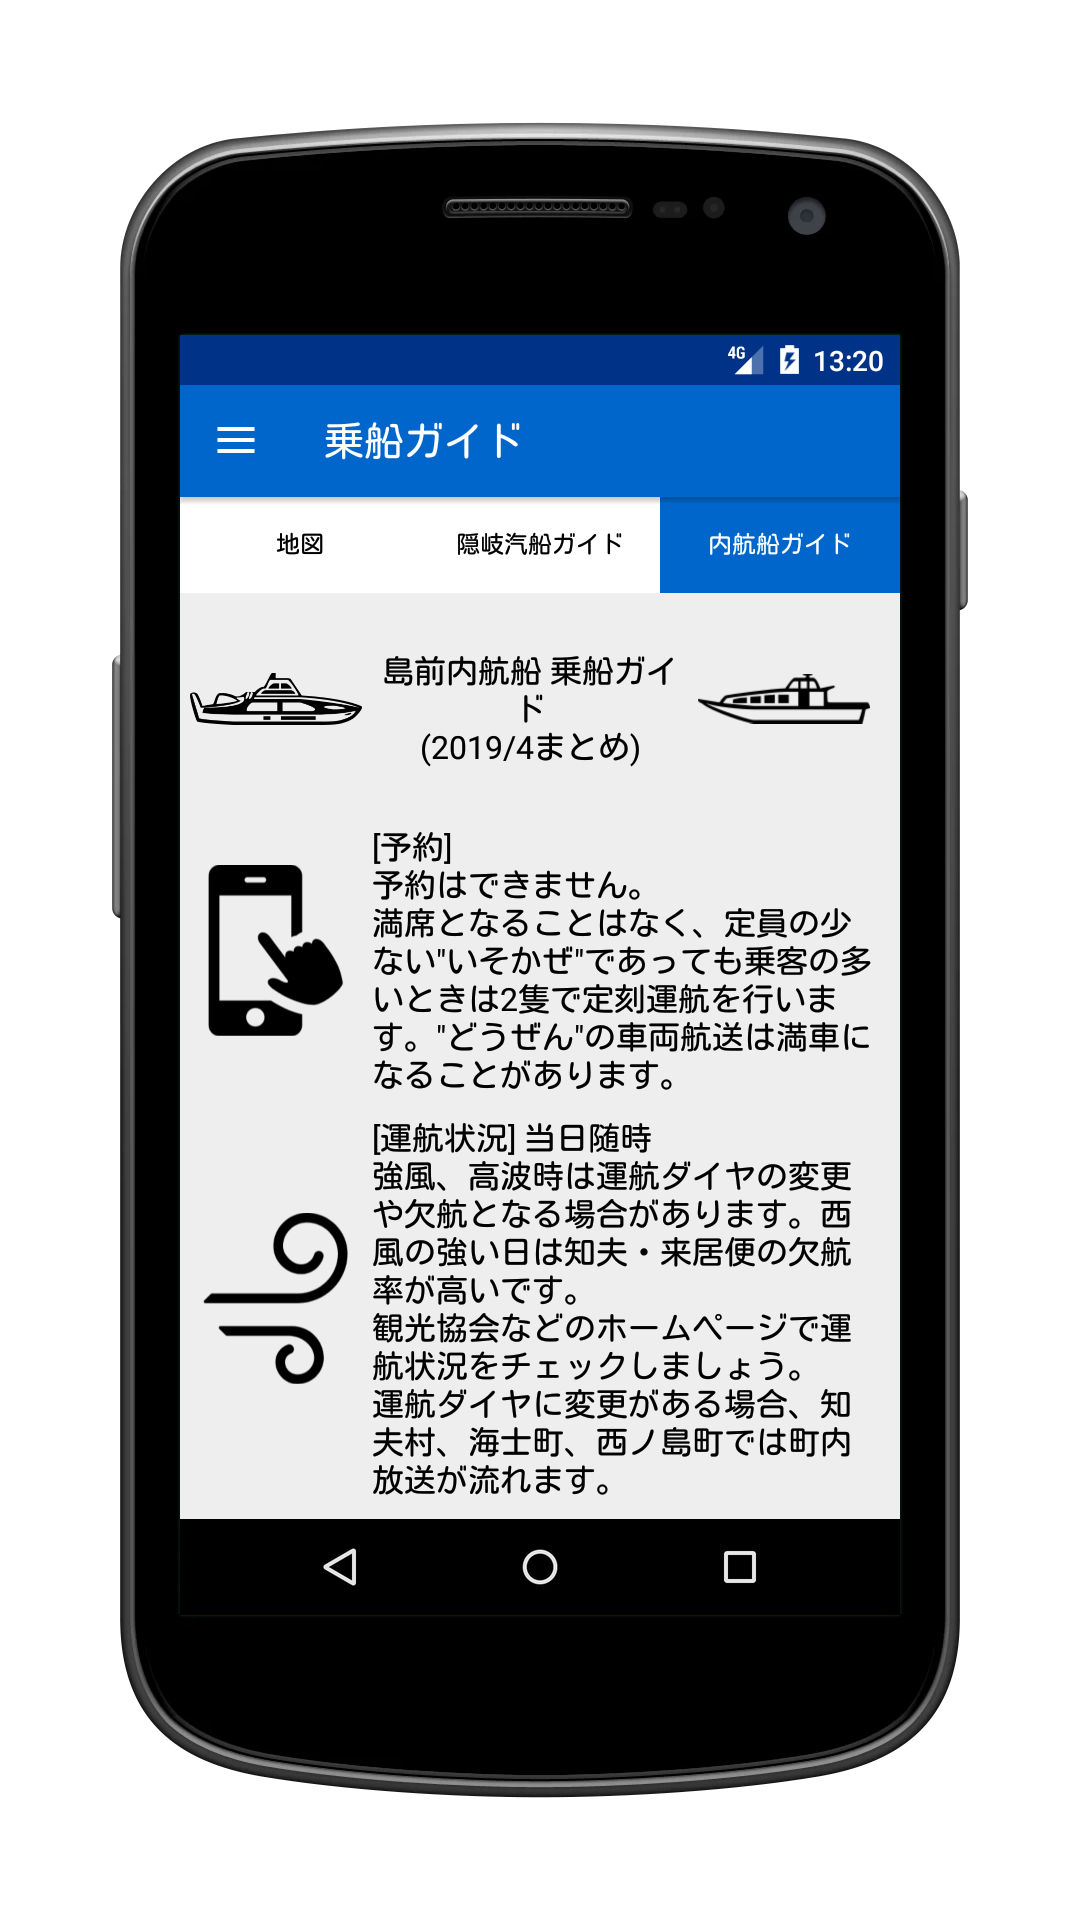 4G 13:20
乗船ガイド
地図 隠岐汽船ガイド 内航船ガイド
島前内航船 乗船ガイ
ド
(2019/4まとめ)
[予約]
予約はできません。
満席となることはなく、定員の少
ない"いそかぜ"であっても乗客の多
いときは2隻で定刻運航を行いま
す。"どうぜん"の車両航送は満車に
なることがあります。
[運航状況] 当日随時
強風、高波時は運航ダイヤの変更
や欠航となる場合があります。西
風の強い日は知夫・来居便の欠航
率が高いです。
観光協会などのホームページで運
航状況をチェックしましょう。
運航ダイヤに変更がある場合、知
夫村、海士町、西ノ島町では町内
放送が流れます。